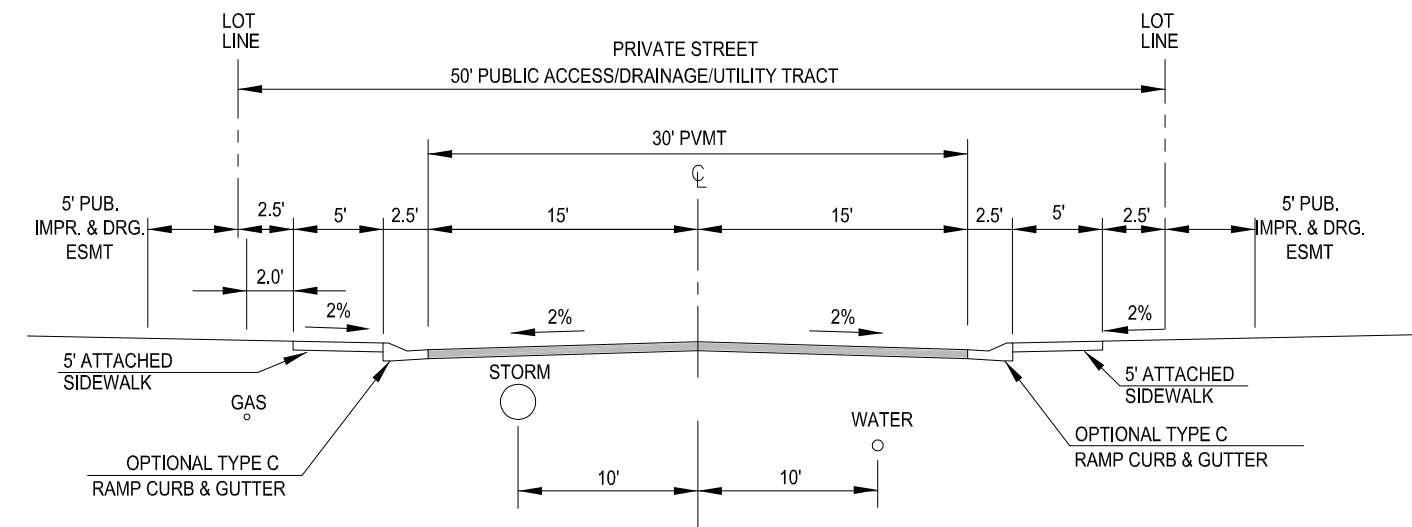 LOT
LINE
LOT
LINE
PRIVATE STREET
50' PUBLIC ACCESS/DRAINAGE/UTILITY TRACT
30' PVMT
℄
5' PUB.
IMPR. & DRG.
ESMT
2.5'
5'
2.5'
15'
15'
2.5'
5'
2.5'
5' PUB.
IMPR. & DRG.
ESMT
2.0'
2%
2%
2%
2%
5' ATTACHED
SIDEWALK
STORM
5' ATTACHED
SIDEWALK
GAS
WATER
OPTIONAL TYPE C
RAMP CURB & GUTTER
OPTIONAL TYPE C
RAMP CURB & GUTTER
10'
10'